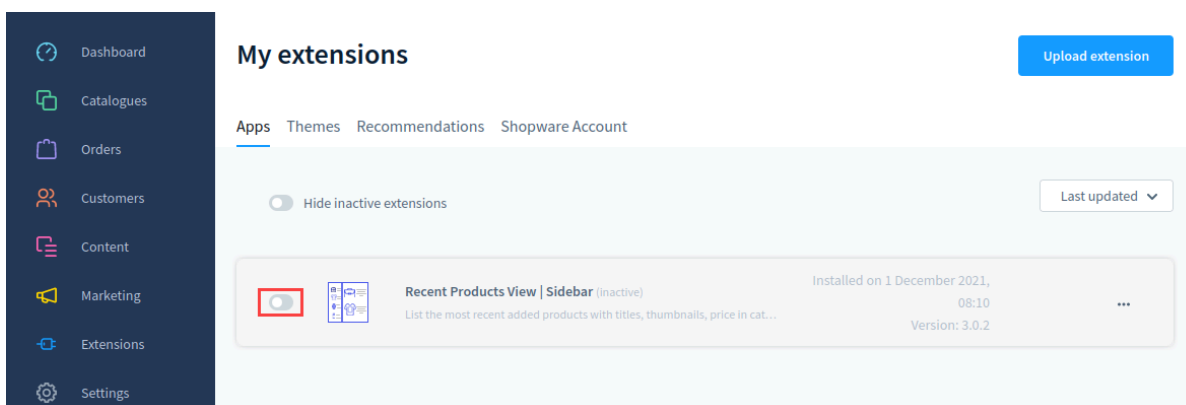 Dashboard
Catalogues
Orders
Customers
Content
Marketing
Extensions
Settings
My extensions
Upload extension
Apps Themes Recommendations Shopware Account
Hide inactive extensions
Last updated
Recent Products View | Sidebar (Inactive)
List the most recent added products with titles, thumbnails, price in cat...
Installed on 1 December 2021,
08:10
Version: 3.0.2